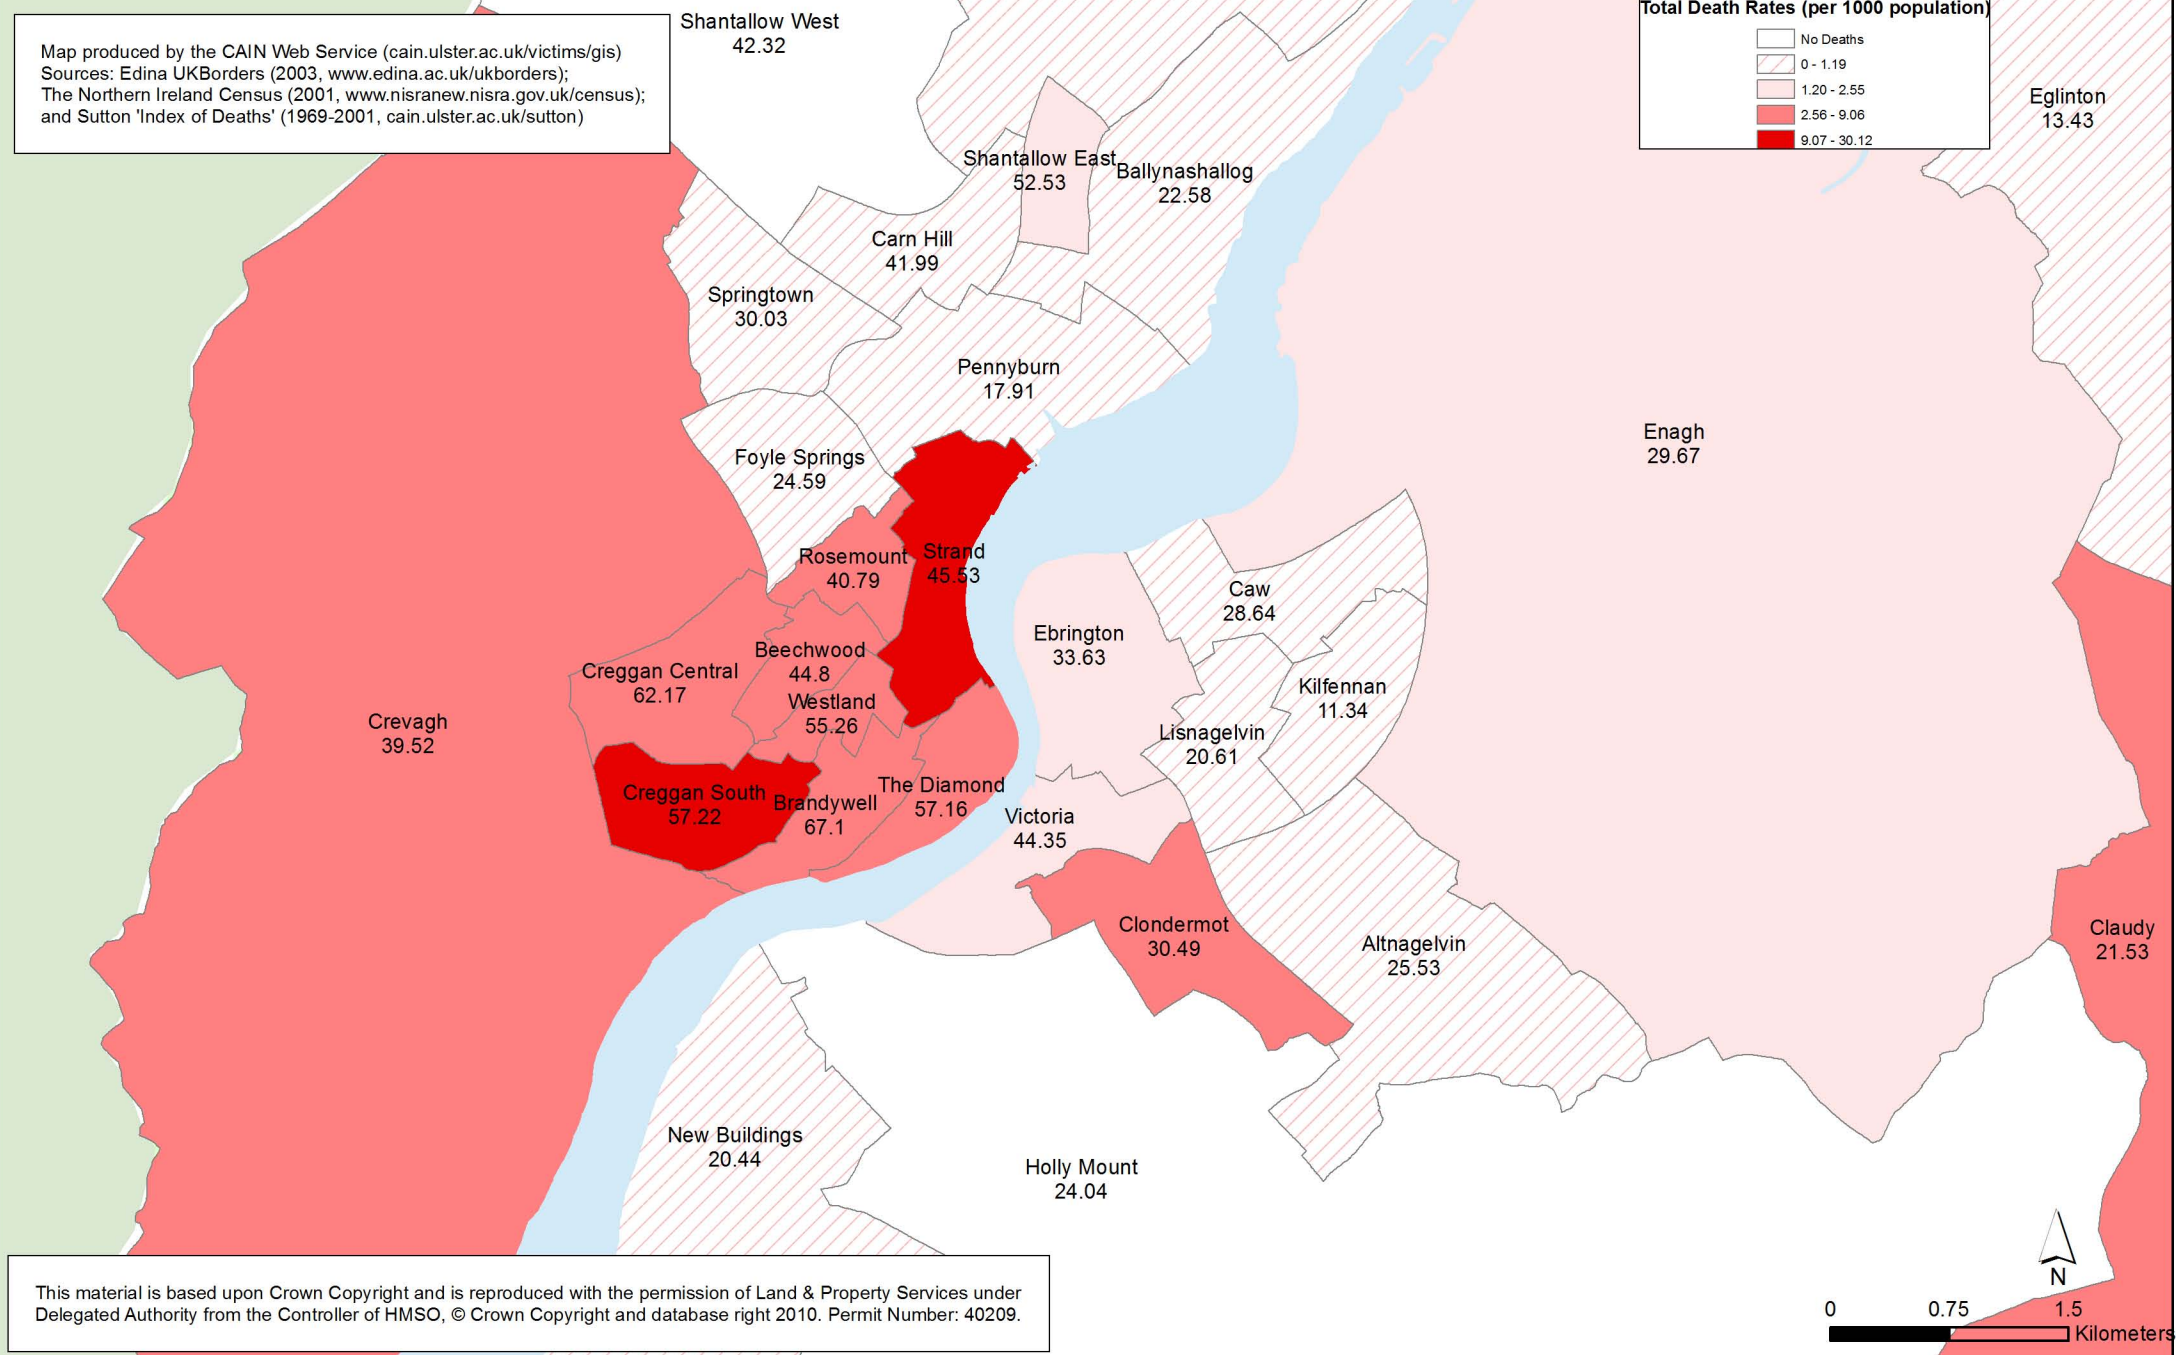 Map produced by the CAIN Web Service (cain.ulster.ac.uk/victims/gis)
Sources: Edina UKBorders (2003, www.edina.ac.uk/ukborders);
The Northern Ireland Census (2001, www.nisranew.nisra.gov.uk/census);
and Sutton 'Index of Deaths' (1969-2001, cain.ulster.ac.uk/sutton)
Shantallow West
42.32
Total Death Rates (per 1000 population)
No Deaths
0 - 1.19
1.20 - 2.55
2.56 - 9.06
9.07 - 30.12
Eglinton
13.43
Shantallow East
52.53
Ballynashallog
22.58
Carn Hill
41.99
Springtown
30.03
Pennyburn
17.91
Enagh
29.67
Foyle Springs
24.59
Rosemount
40.79
Strand
45.53
Caw
28.64
Ebrington
33.63
Beechwood
44.8
Creggan Central
62.17
Kilfennan
11.34
Westland
55.26
Crevagh
39.52
Lisnagelvin
20.61
The Diamond
57.16
Creggan South
57.22
Brandywell
67.1
Victoria
44.35
Clondermot
30.49
Claudy
21.53
Altnagelvin
25.53
New Buildings
20.44
Holly Mount
24.04
N
0 0.75 1.5
Kilometers
This material is based upon Crown Copyright and is reproduced with the permission of Land & Property Services under
Delegated Authority from the Controller of HMSO, © Crown Copyright and database right 2010. Permit Number: 40209.